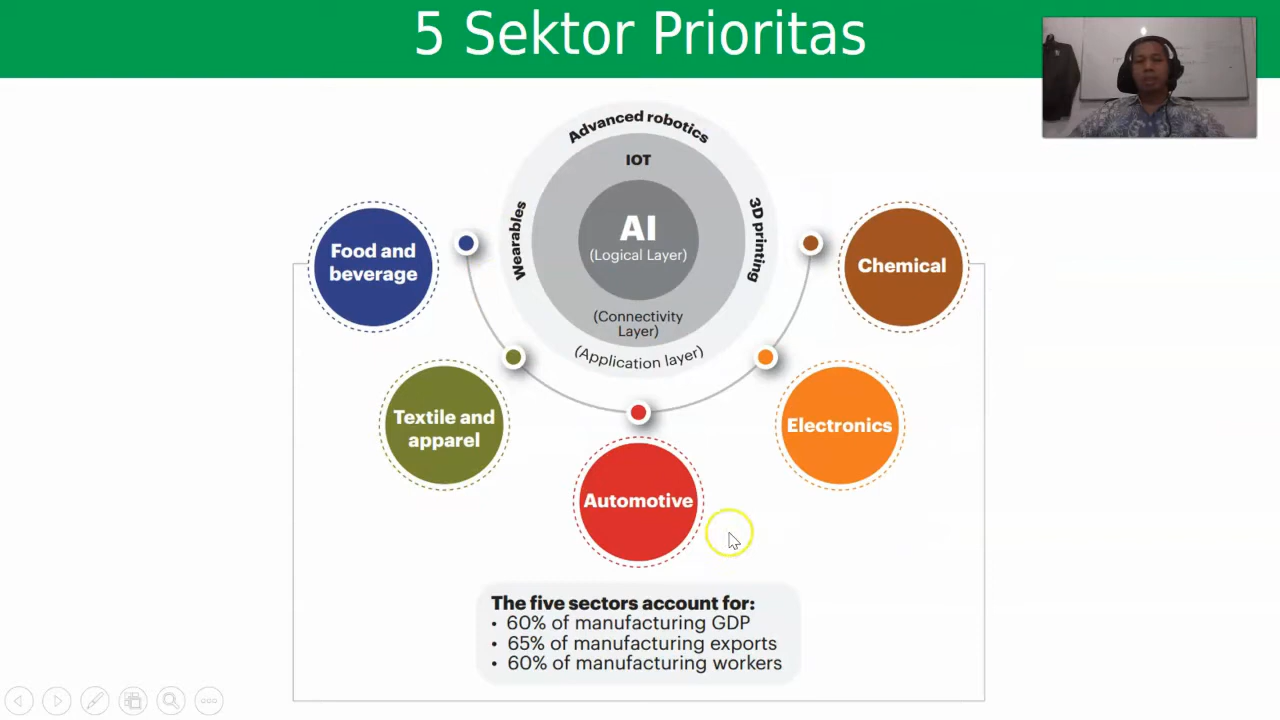 5 Sektor Prioritas
Advanced robotics
IOT
Wearables
3D printing
AI
(Logical Layer)
(Connectivity
Layer)
(Application layer)
Food and
beverage
Chemical
Textile and
apparel
Electronics
Automotive
The five sectors account for:
• 60% of manufacturing GDP
• 65% of manufacturing exports
• 60% of manufacturing workers